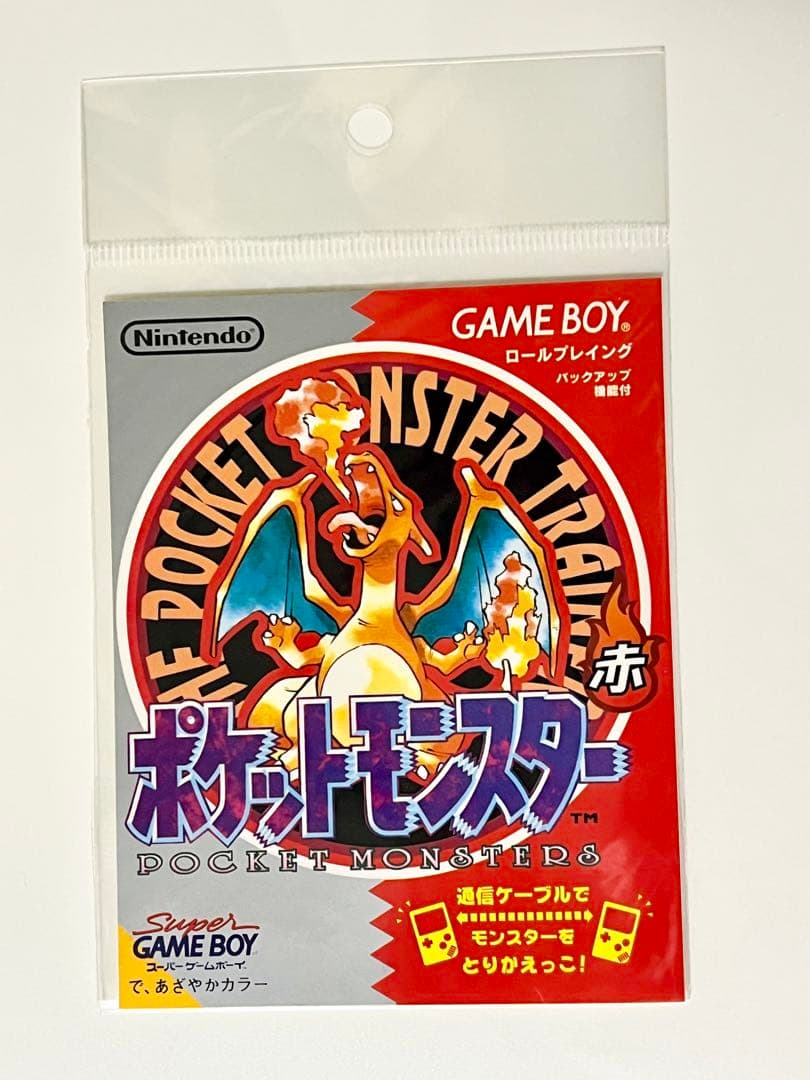 Nintendo
GAME BOY®
ロールプレイング
バックアップ
機能付
POCKET MONSTER TRAINER
赤
ポケットモンスター
TM
POCKET MONSTERS
Super
GAME BOY
スーパーゲームボーイ
で、あざやかカラー
通信ケーブルで
モンスターを
とりかえっこ!